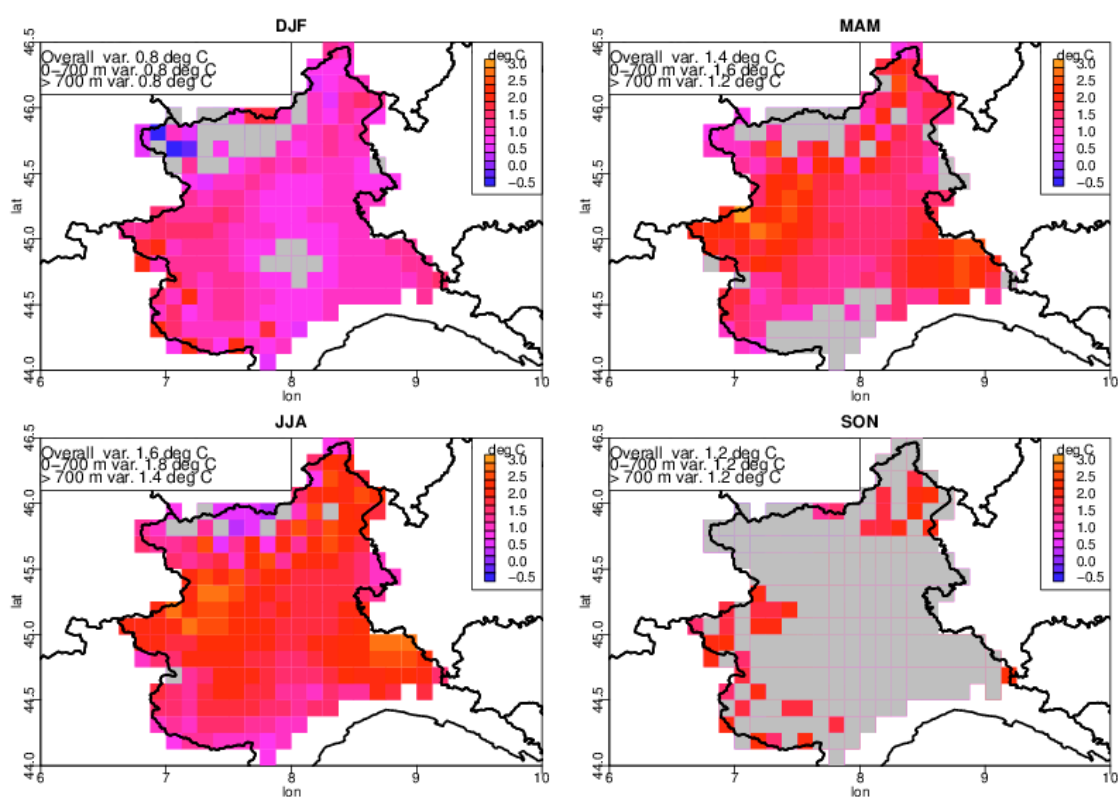 DJF
Overall var. 0.8 deg C
0−700 m var. 0.8 deg C
> 700 m var. 0.8 deg C
deg C
3.0
2.5
2.0
1.5
1.0
0.5
0.0
−0.5
46.5
46.0
45.5
45.0
44.5
44.0
lat
6
7
8
9
10
lon
MAM
Overall var. 1.4 deg C
0−700 m var. 1.6 deg C
> 700 m var. 1.2 deg C
deg C
3.0
2.5
2.0
1.5
1.0
0.5
0.0
−0.5
46.5
46.0
45.5
45.0
44.5
44.0
lat
6
7
8
9
10
lon
JJA
Overall var. 1.6 deg C
0−700 m var. 1.8 deg C
> 700 m var. 1.4 deg C
deg C
3.0
2.5
2.0
1.5
1.0
0.5
0.0
−0.5
46.5
46.0
45.5
45.0
44.5
44.0
lat
6
7
8
9
10
lon
SON
Overall var. 1.2 deg C
0−700 m var. 1.2 deg C
> 700 m var. 1.2 deg C
deg C
3.0
2.5
2.0
1.5
1.0
0.5
0.0
−0.5
46.5
46.0
45.5
45.0
44.5
44.0
lat
6
7
8
9
10
lon